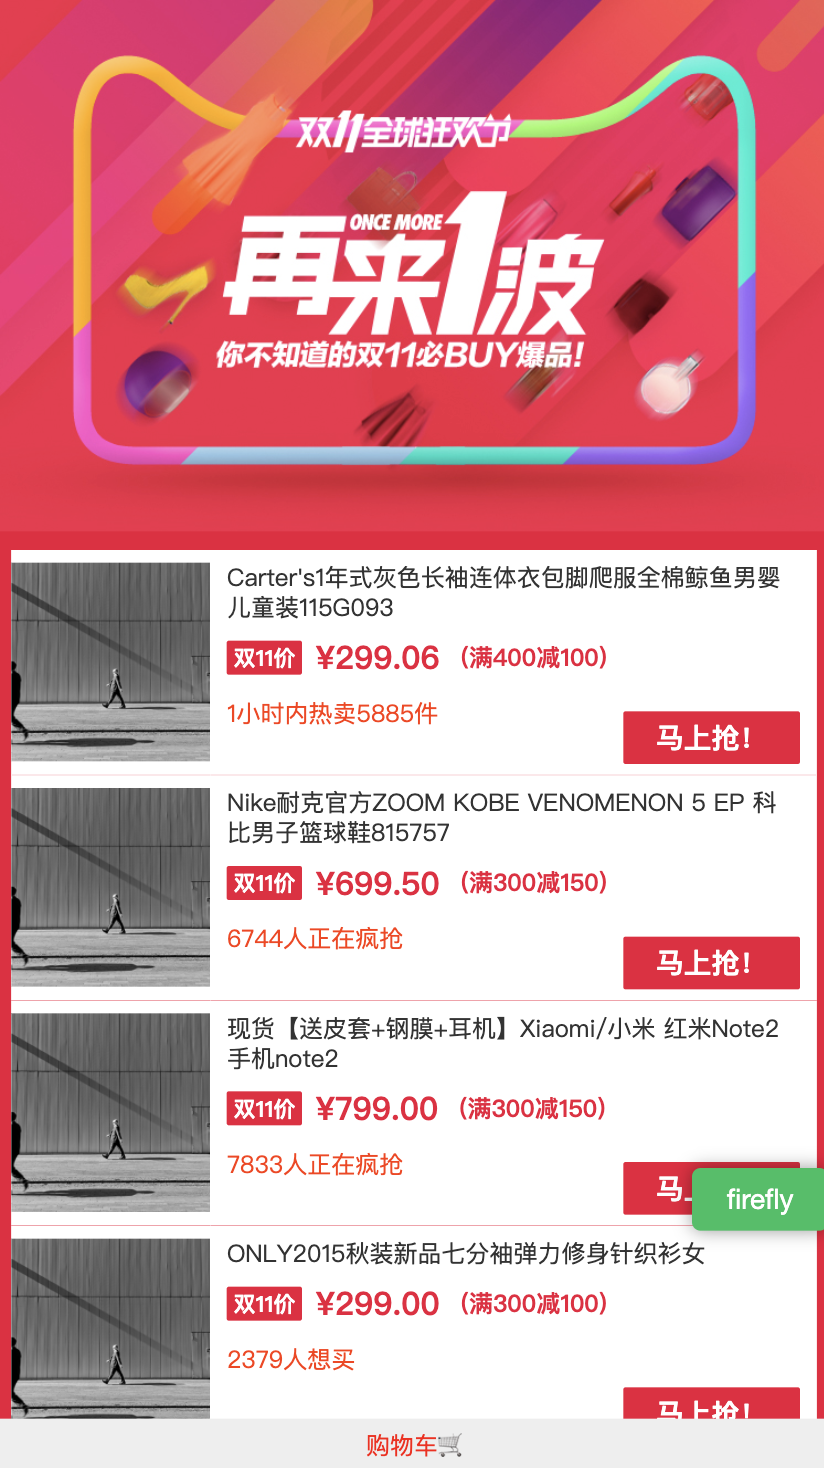 双11全球狂欢节
ONCE MORE
再来1波
你不知道的双11必BUY爆品!
Carter's1年式灰色长袖连体衣包脚爬服全棉鲸鱼男婴
儿童装115G093
双11价 ¥299.06 (满400减100)
1小时内热卖5885件
马上抢!
Nike耐克官方ZOOM KOBE VENOMENON 5 EP 科
比男子篮球鞋815757
双11价 ¥699.50 (满300减150)
6744人正在疯抢
马上抢!
现货【送皮套+钢膜+耳机】Xiaomi/小米 红米Note2
手机note2
双11价 ¥799.00 (满300减150)
7833人正在疯抢
马上
firefly
ONLY2015秋装新品七分袖弹力修身针织衫女
双11价 ¥299.00 (满300减100)
2379人想买
马上抢!
购物车🛒